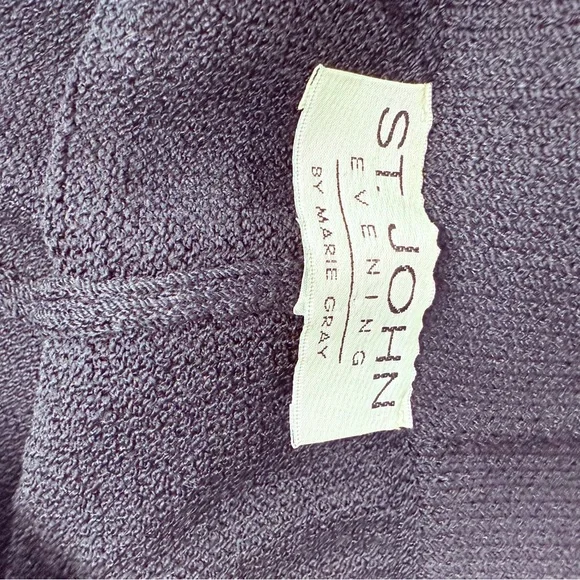 ST. JOHN
EVENING
BY MARIE GRAY